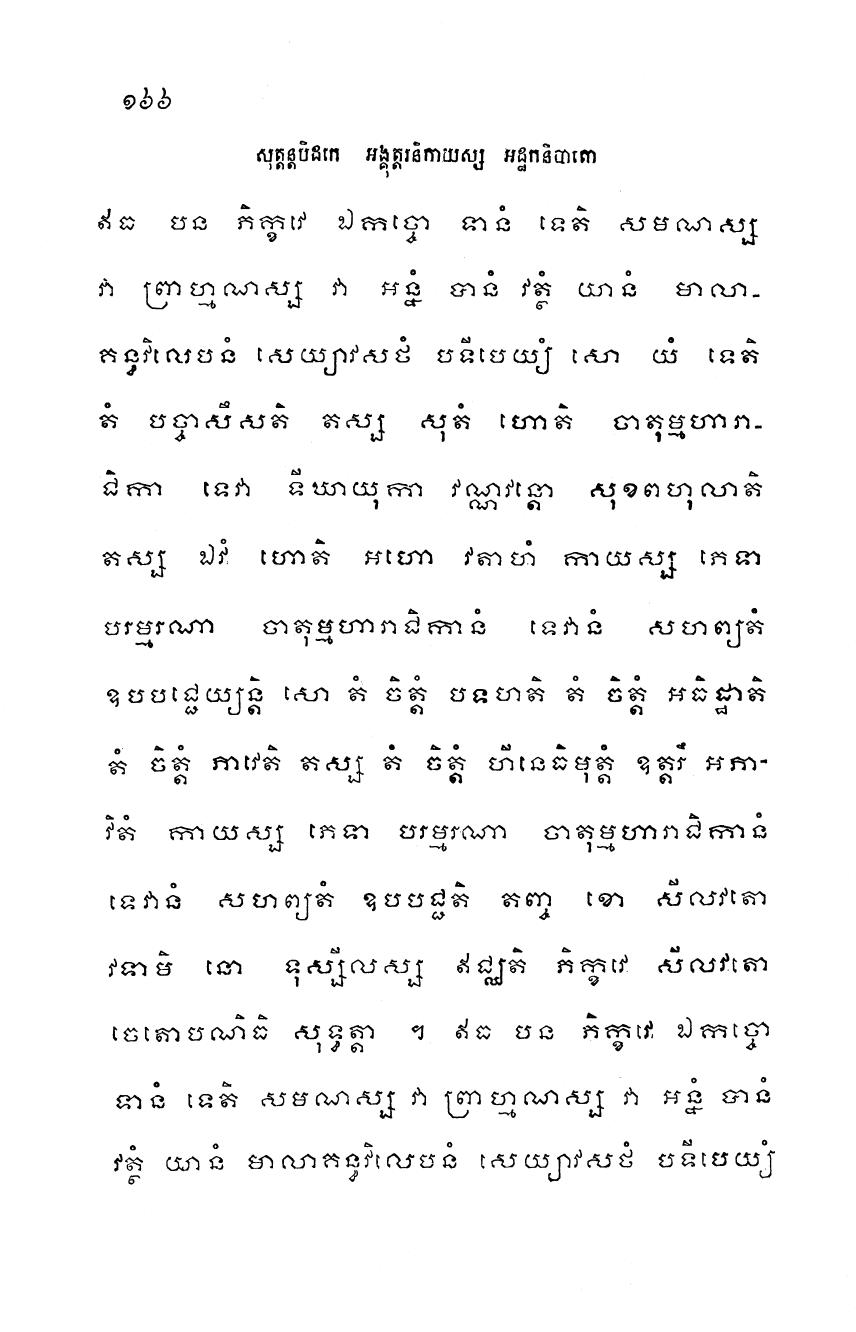 ១៦៦
សុត្តន្តបិដកេ អង្គុត្តរនិកាយស្ស អដ្ឋកនិបាតោ
ឥធ បន ភិក្ខវេ ឯកច្ចោ ទានំ ទេតិ សមណស្ស
វា ព្រាហ្មណស្ស វា អន្នំ បានំ វត្ថំ យានំ មាលា-
គន្ធវិលេបនំ សេយ្យាវសថំ បទីបេយ្យំ សោ យំ ទេតិ
តំ បច្ចាសឹសតិ តស្ស សុតំ ហោតិ ចាតុម្មហារា-
ជិកា ទេវា ទីឃាយុកា វណ្ណវន្តោ សុខពហុលាតិ
តស្ស ឯវំ ហោតិ អហោ វតាហំ កាយស្ស ភេទា
បរម្មរណា ចាតុម្មហារាជិកានំ ទេវានំ សហព្យតំ
ឧបបជ្ជេយ្យន្តិ សោ តំ ចិត្តំ បទហតិ តំ ចិត្តំ អធិដ្ឋាតិ
តំ ចិត្តំ ភាវេតិ តស្ស តំ ចិត្តំ ហីនេធិមុត្តំ ឧត្តរឹ អភា-
វិតំ កាយស្ស ភេទា បរម្មរណា ចាតុម្មហារាជិកានំ
ទេវានំ សហព្យតំ ឧបបជ្ជតិ តញ្ច ខោ សីលវតោ
វទាមិ នោ ទុស្សីលស្ស ឥជ្ឈតិ ភិក្ខវេ សីលវតោ
ចេតោបណិធិ សុទ្ធត្តា ។ ឥធ បន ភិក្ខវេ ឯកច្ចោ
ទានំ ទេតិ សមណស្ស វា ព្រាហ្មណស្ស វា អន្នំ បានំ
វត្ថំ យានំ មាលាគន្ធវិលេបនំ សេយ្យាវសថំ បទីបេយ្យំ